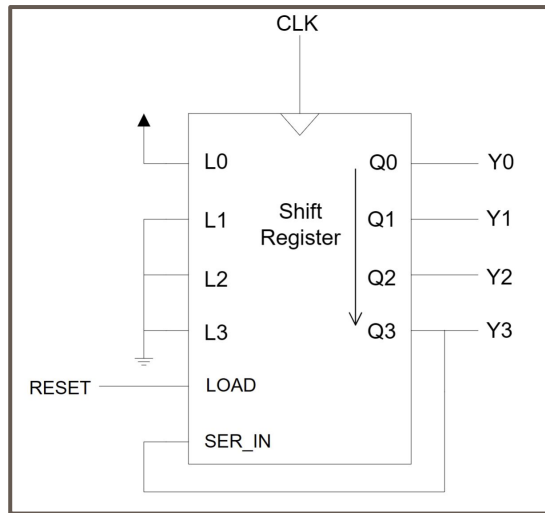 CLK
L0
L1
L2
L3
LOAD
SER_IN
RESET
Shift
Register
Q0
Q1
Q2
Q3
Y0
Y1
Y2
Y3